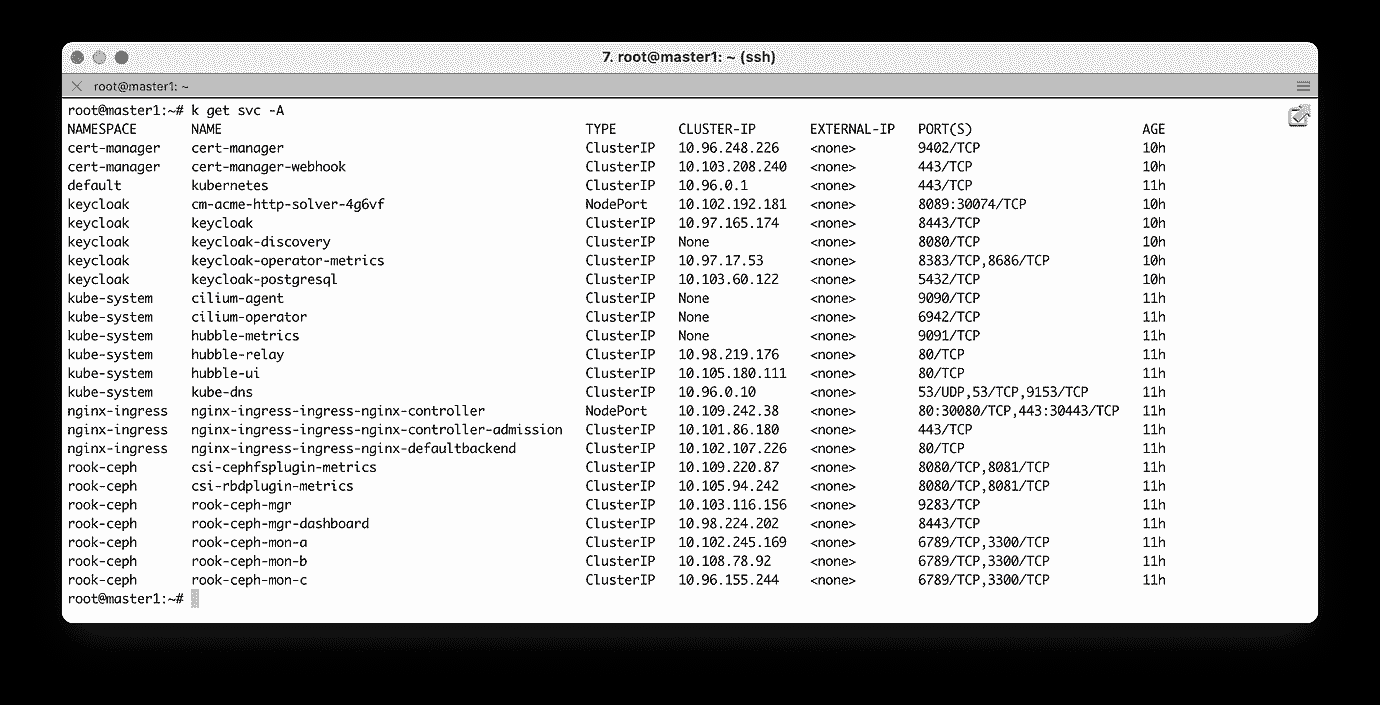 7. root@master1: ~ (ssh)
root@master1: ~
root@master1:~# k get svc -A
NAMESPACE NAME TYPE CLUSTER-IP EXTERNAL-IP PORT(S) AGE
cert-manager cert-manager ClusterIP 10.96.248.226 <none> 9402/TCP 10h
cert-manager cert-manager-webhook ClusterIP 10.103.208.240 <none> 443/TCP 10h
default kubernetes ClusterIP 10.96.0.1 <none> 443/TCP 11h
keycloak cm-acme-http-solver-4g6vf NodePort 10.102.192.181 <none> 8089:30074/TCP 10h
keycloak keycloak ClusterIP 10.97.165.174 <none> 8443/TCP 10h
keycloak keycloak-discovery ClusterIP None <none> 8080/TCP 10h
keycloak keycloak-operator-metrics ClusterIP 10.97.17.53 <none> 8383/TCP,8686/TCP 10h
keycloak keycloak-postgresql ClusterIP 10.103.60.122 <none> 5432/TCP 10h
kube-system cilium-agent ClusterIP None <none> 9090/TCP 11h
kube-system cilium-operator ClusterIP None <none> 6942/TCP 11h
kube-system hubble-metrics ClusterIP None <none> 9091/TCP 11h
kube-system hubble-relay ClusterIP 10.98.219.176 <none> 80/TCP 11h
kube-system hubble-ui ClusterIP 10.105.180.111 <none> 80/TCP 11h
kube-system kube-dns ClusterIP 10.96.0.10 <none> 53/UDP,53/TCP,9153/TCP 11h
nginx-ingress nginx-ingress-ingress-nginx-controller NodePort 10.109.242.38 <none> 80:30080/TCP,443:30443/TCP 11h
nginx-ingress nginx-ingress-ingress-nginx-controller-admission ClusterIP 10.101.86.180 <none> 443/TCP 11h
nginx-ingress nginx-ingress-ingress-nginx-defaultbackend ClusterIP 10.102.107.226 <none> 80/TCP 11h
rook-ceph csi-cephfsplugin-metrics ClusterIP 10.109.220.87 <none> 8080/TCP,8081/TCP 11h
rook-ceph csi-rbdplugin-metrics ClusterIP 10.105.94.242 <none> 8080/TCP,8081/TCP 11h
rook-ceph rook-ceph-mgr ClusterIP 10.103.116.156 <none> 9283/TCP 11h
rook-ceph rook-ceph-mgr-dashboard ClusterIP 10.98.224.202 <none> 8443/TCP 11h
rook-ceph rook-ceph-mon-a ClusterIP 10.102.245.169 <none> 6789/TCP,3300/TCP 11h
rook-ceph rook-ceph-mon-b ClusterIP 10.108.78.92 <none> 6789/TCP,3300/TCP 11h
rook-ceph rook-ceph-mon-c ClusterIP 10.96.155.244 <none> 6789/TCP,3300/TCP 11h
root@master1:~#